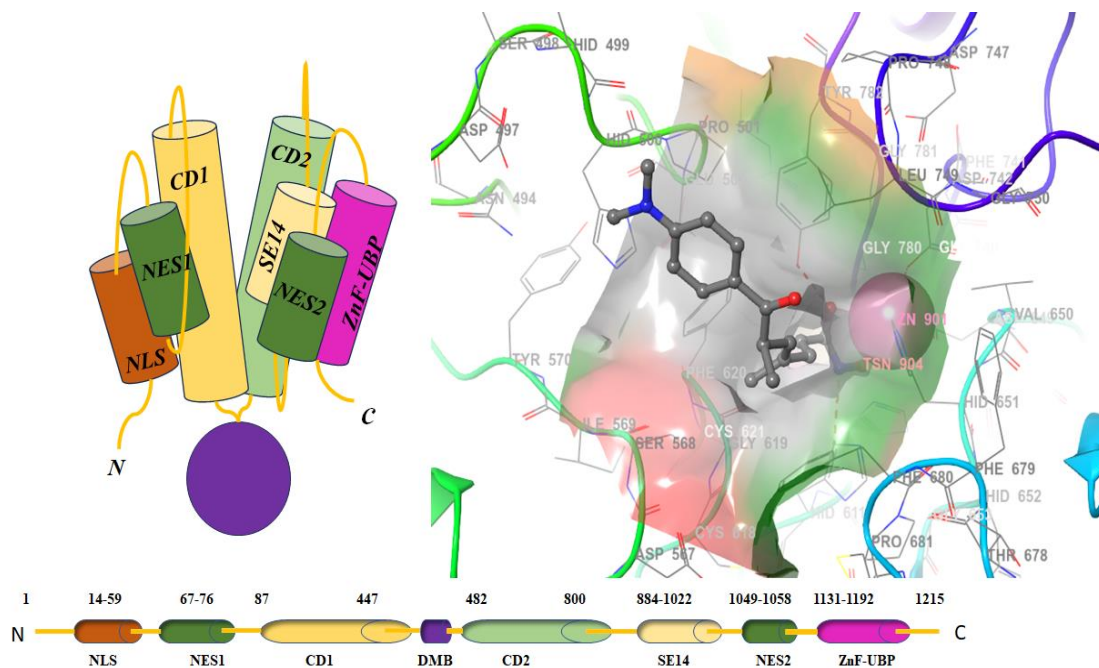 CD1
CD2
NES1
SE14
NES2
ZnF-UBP
NLS
N
C
SER 498
HID 499
ASP 747
TYR 782
ASP 497
PRO 501
GLY 781
PHE 741
LEU 749
ASN 494
GLY 780
VAL 650
ZN 901
TYR 570
PHE 620
TSN 904
HID 651
ILE 569
SER 568
CYS 621
GLY 619
PHE 679
PHE 680
HID 652
CYS 618
PRO 681
ASP 567
THR 678
1 14-59 67-76 87 447 482 800 884-1022 1049-1058 1131-1192 1215
N C
NLS NES1 CD1 DMB CD2 SE14 NES2 ZnF-UBP